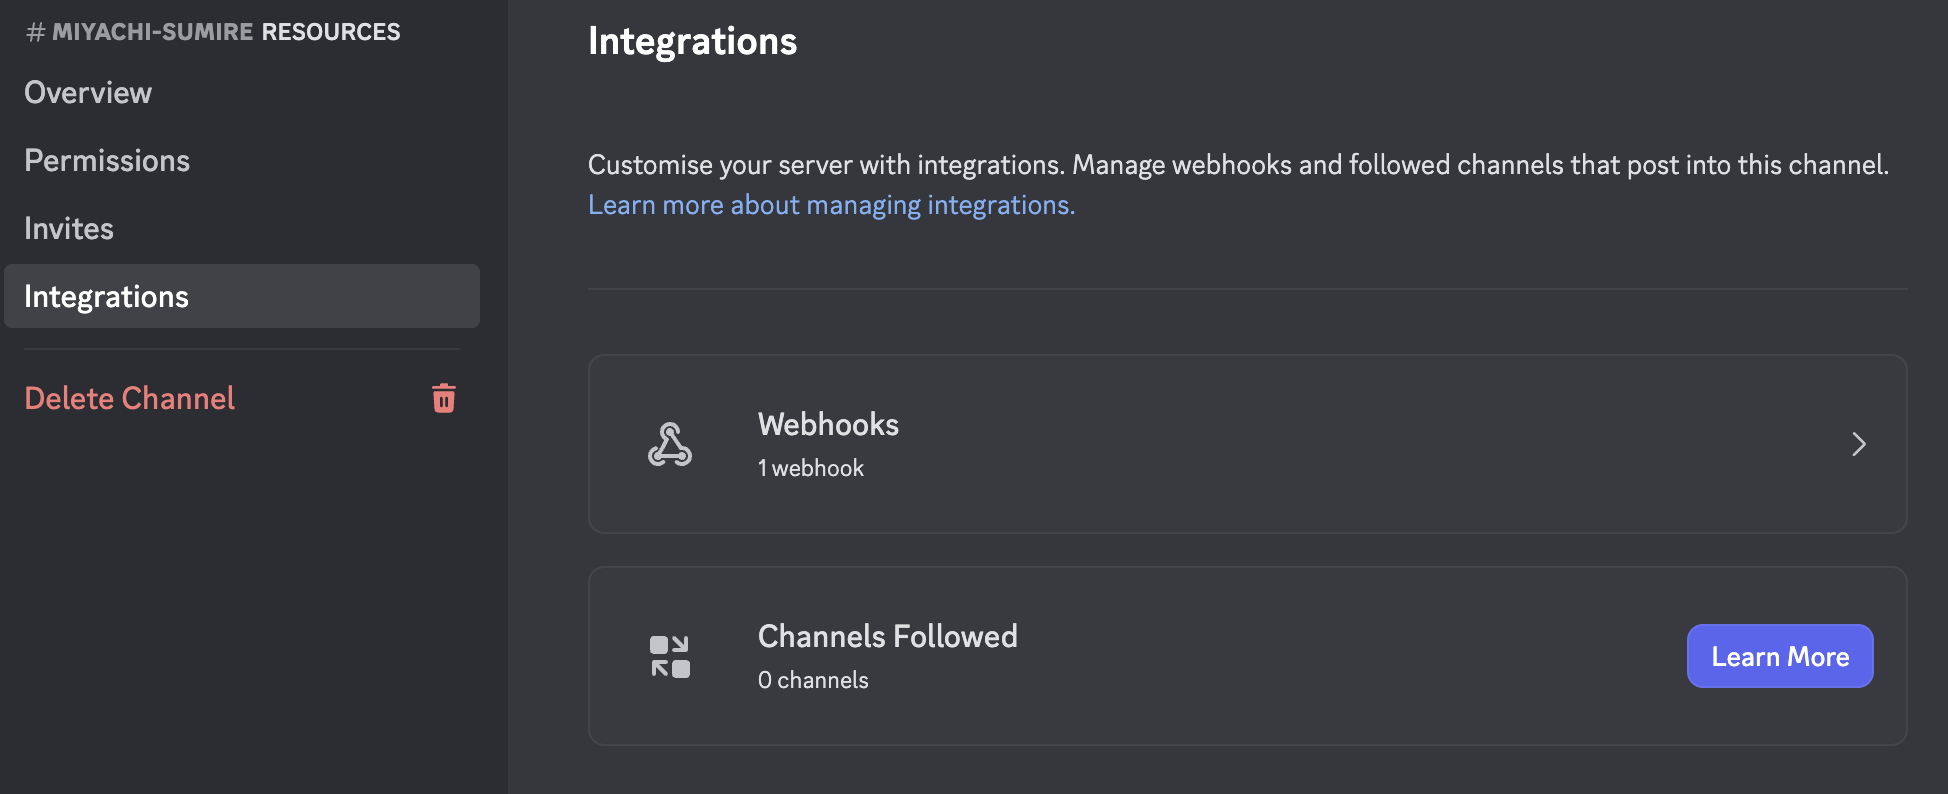 # MIYACHI-SUMIRE RESOURCES
Overview
Permissions
Invites
Integrations
Delete Channel
Integrations
Customise your server with integrations. Manage webhooks and followed channels that post into this channel.
Learn more about managing integrations.
Webhooks
1 webhook
Channels Followed
0 channels
Learn More